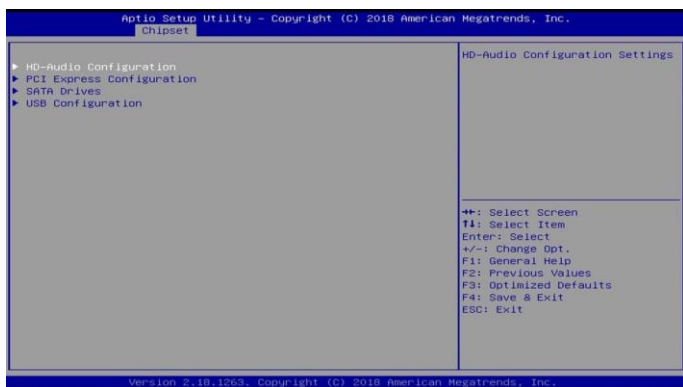 Aptio Setup Utility – Copyright (C) 2018 American Megatrends, Inc.
Chipset
► HD-Audio Configuration
► PCI Express Configuration
► SATA Drives
► USB Configuration
HD-Audio Configuration Settings
→←: Select Screen
↑↓: Select Item
Enter: Select
+/-: Change Opt.
F1: General Help
F2: Previous Values
F3: Optimized Defaults
F4: Save & Exit
ESC: Exit
Version 2.18.1263. Copyright (C) 2018 American Megatrends, Inc.